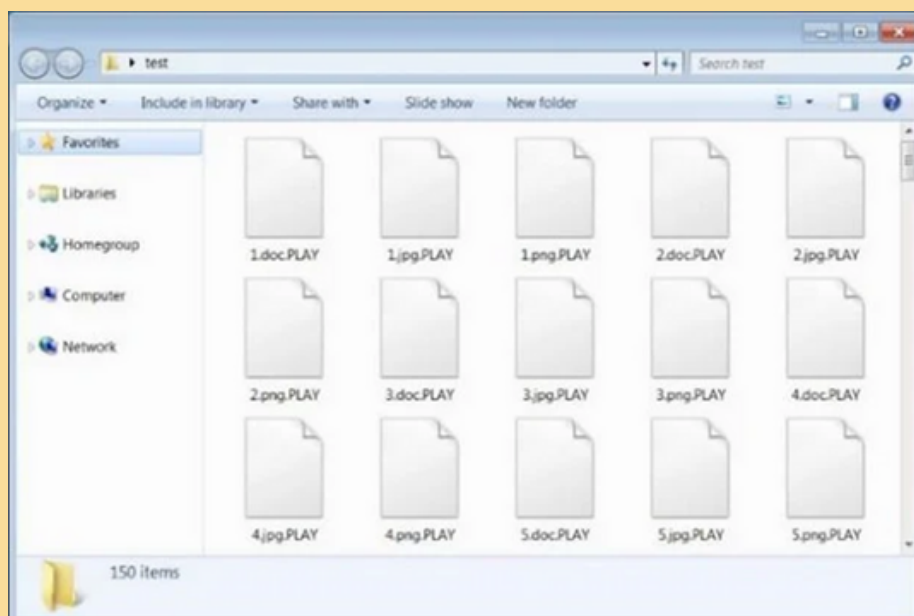 test
Search test
Organize Include in library Share with Slide show New folder
Favorites
Libraries
Homegroup
Computer
Network
1.doc.PLAY 1.jpg.PLAY 1.png.PLAY 2.doc.PLAY 2.jpg.PLAY
2.png.PLAY 3.doc.PLAY 3.jpg.PLAY 3.png.PLAY 4.doc.PLAY
4.jpg.PLAY 4.png.PLAY 5.doc.PLAY 5.jpg.PLAY 5.png.PLAY
150 items